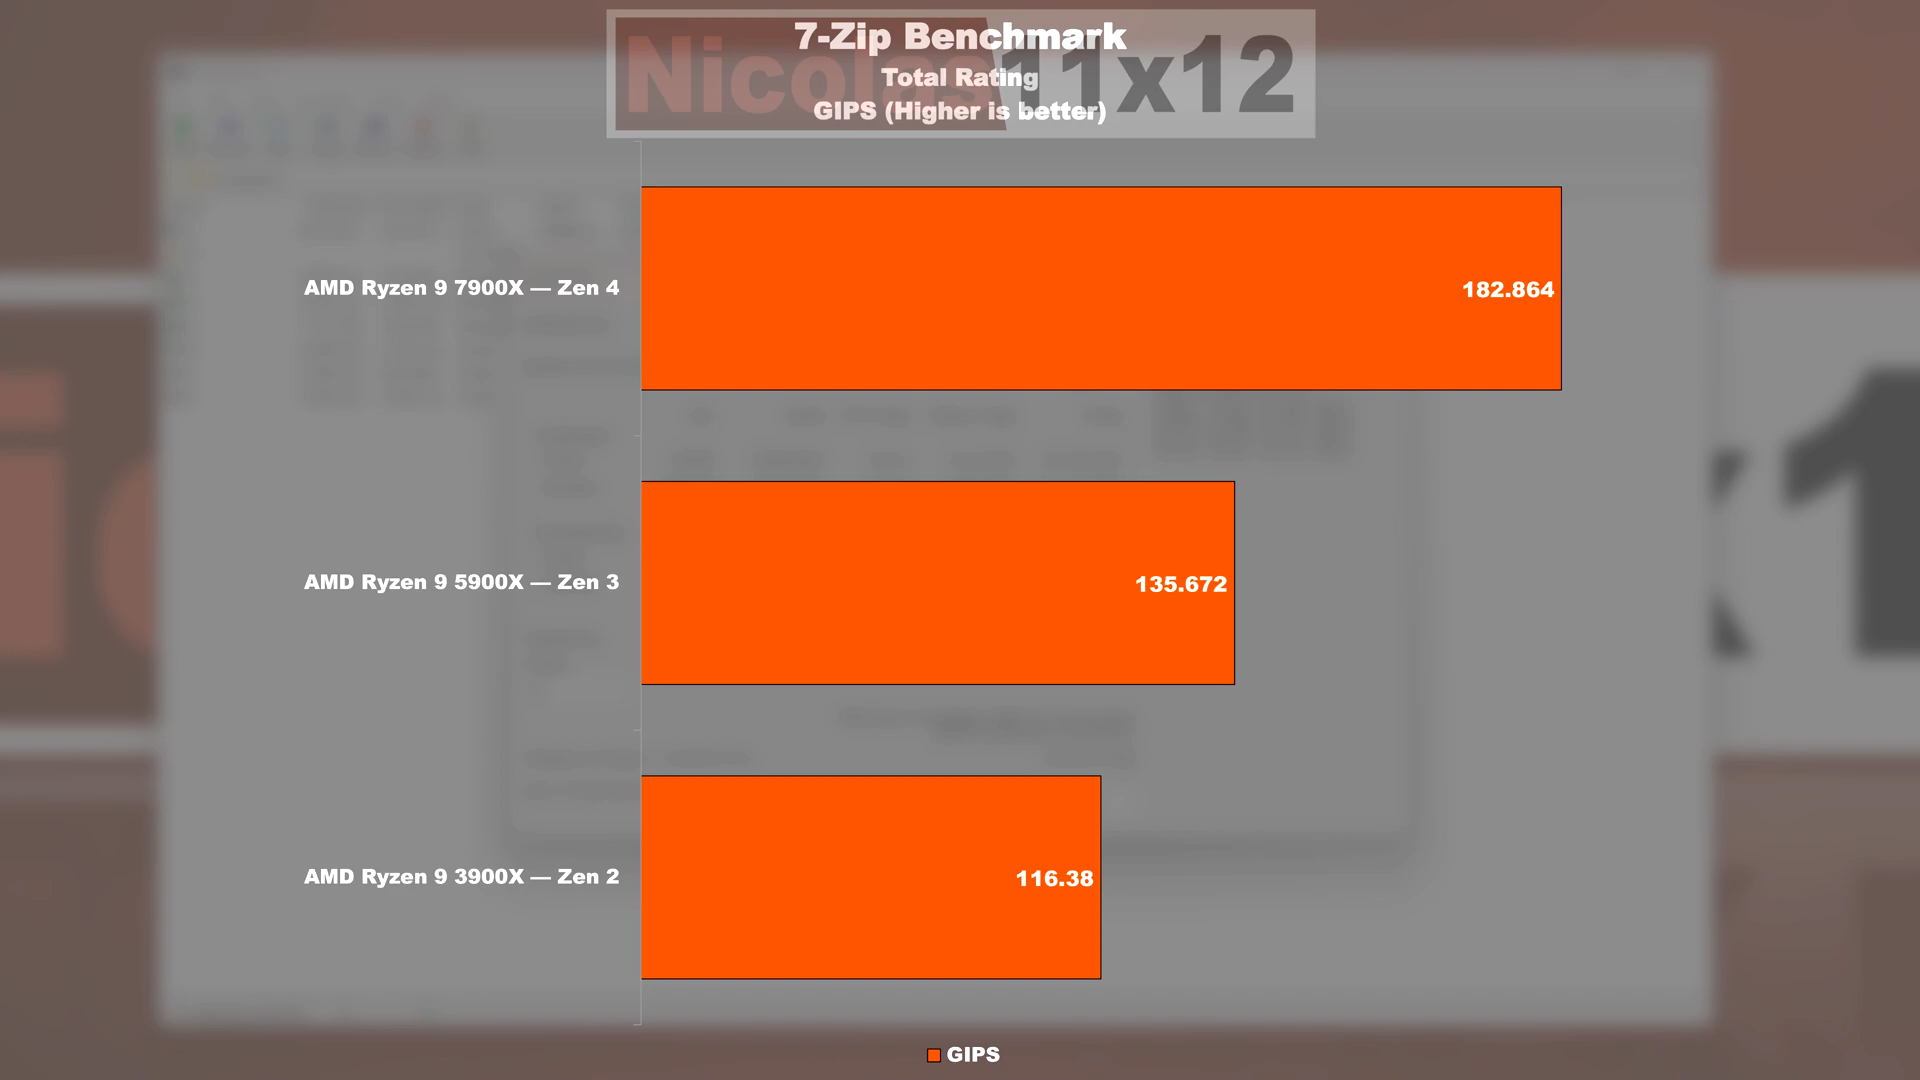 Nicolas11x12
7-Zip Benchmark
Total Rating
GIPS (Higher is better)
AMD Ryzen 9 7900X — Zen 4
182.864
AMD Ryzen 9 5900X — Zen 3
135.672
AMD Ryzen 9 3900X — Zen 2
116.38
GIPS